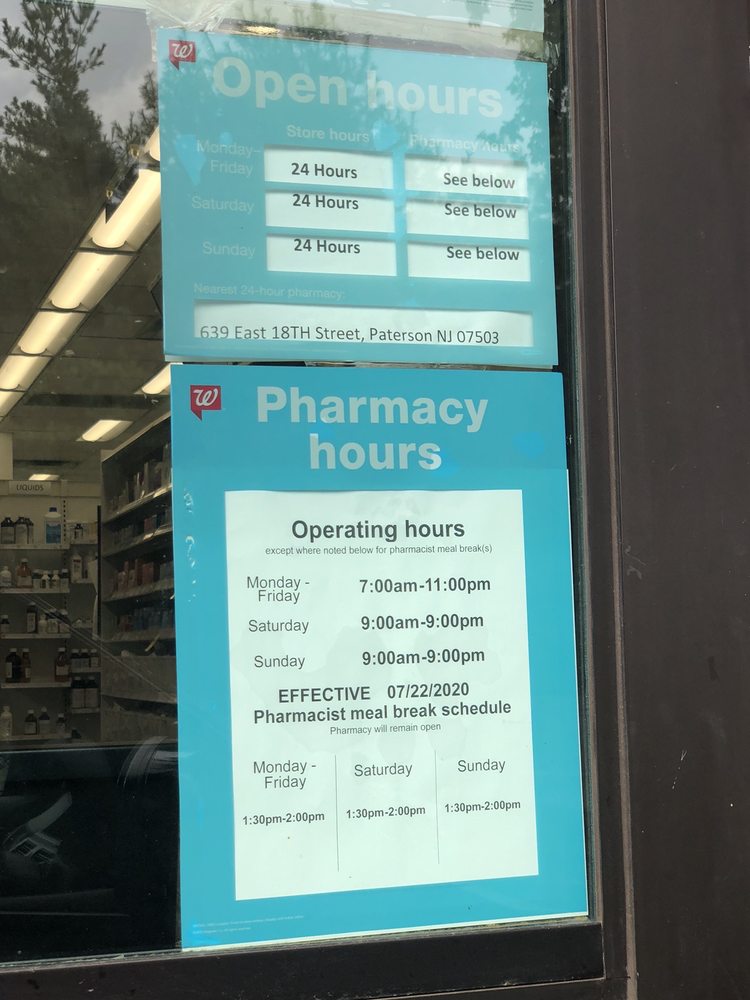 Open hours
Store hours Pharmacy hours
Monday-
Friday 24 Hours See below
Saturday 24 Hours See below
Sunday 24 Hours See below
Nearest 24-hour pharmacy:
639 East 18TH Street, Paterson NJ 07503
Pharmacy
hours
LIQUIDS
Operating hours
except where noted below for pharmacist meal break(s)
Monday -
Friday 7:00am-11:00pm
Saturday 9:00am-9:00pm
Sunday 9:00am-9:00pm
EFFECTIVE 07/22/2020
Pharmacist meal break schedule
Pharmacy will remain open
Monday -
Friday Saturday Sunday
1:30pm-2:00pm 1:30pm-2:00pm 1:30pm-2:00pm